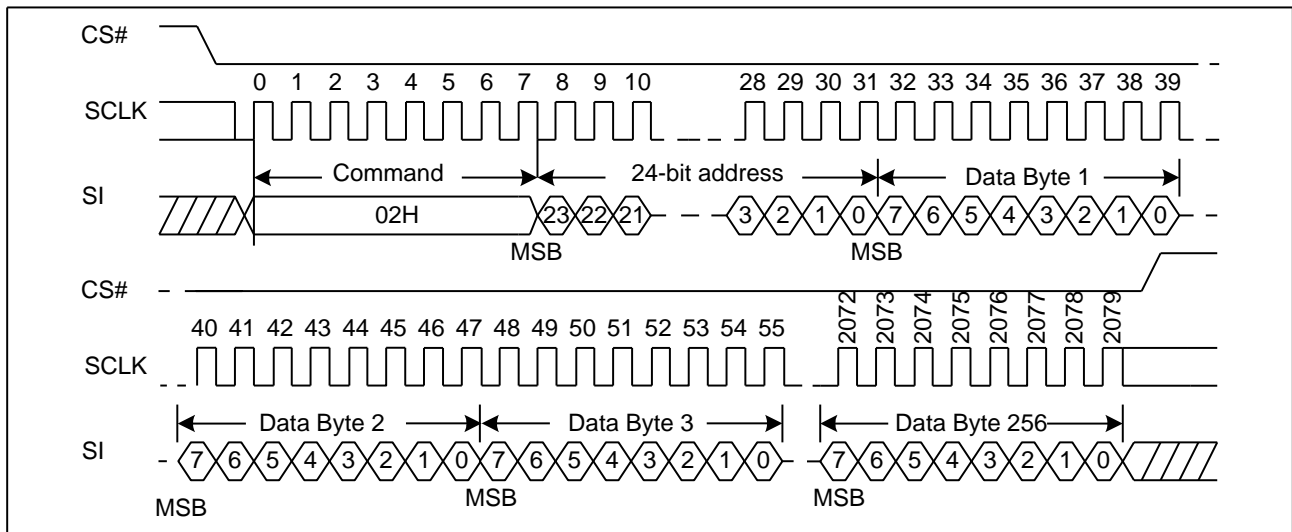 CS#
0 1 2 3 4 5 6 7 8 9 10 28 29 30 31 32 33 34 35 36 37 38 39
SCLK
Command 24-bit address Data Byte 1
SI
02H 23 22 21 3 2 1 0 7 6 5 4 3 2 1 0
MSB MSB
CS#
2072 2073 2074 2075 2076 2077 2078 2079
40 41 42 43 44 45 46 47 48 49 50 51 52 53 54 55
SCLK
Data Byte 2 Data Byte 3 Data Byte 256
SI
7 6 5 4 3 2 1 0 7 6 5 4 3 2 1 0 7 6 5 4 3 2 1 0
MSB MSB MSB